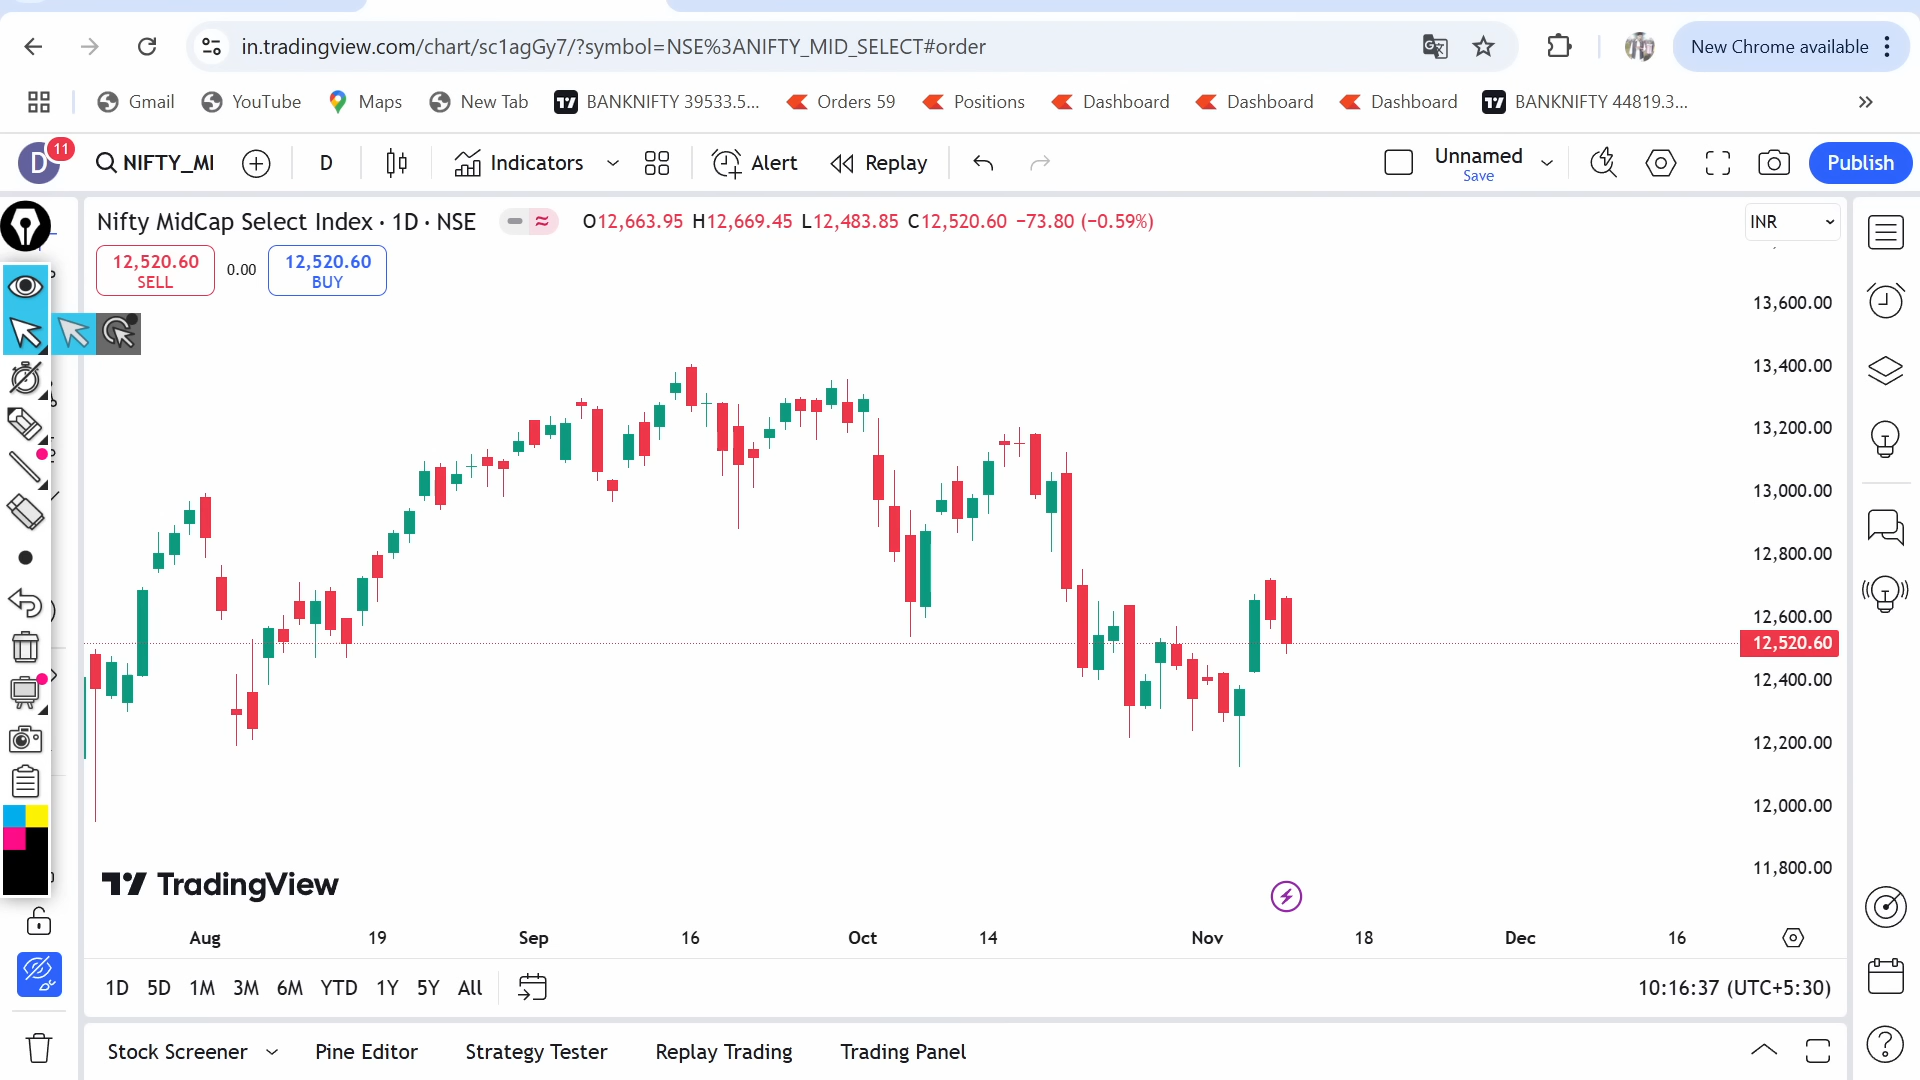 in.tradingview.com/chart/sc1agGy7/?symbol=NSE%3ANIFTY_MID_SELECT#order
New Chrome available
Gmail
YouTube
Maps
New Tab
BANKNIFTY 39533.5...
Orders 59
Positions
Dashboard
Dashboard
Dashboard
BANKNIFTY 44819.3...
D
11
NIFTY_MI
D
Indicators
Alert
Replay
Unnamed
Save
Publish
Nifty MidCap Select Index · 1D · NSE
O12,663.95 H12,669.45 L12,483.85 C12,520.60 −73.80 (−0.59%)
INR
12,520.60
SELL
0.00
12,520.60
BUY
13,600.00
13,400.00
13,200.00
13,000.00
12,800.00
12,600.00
12,520.60
12,400.00
12,200.00
12,000.00
11,800.00
TradingView
Aug
19
Sep
16
Oct
14
Nov
18
Dec
16
1D 5D 1M 3M 6M YTD 1Y 5Y All
10:16:37 (UTC+5:30)
Stock Screener
Pine Editor
Strategy Tester
Replay Trading
Trading Panel